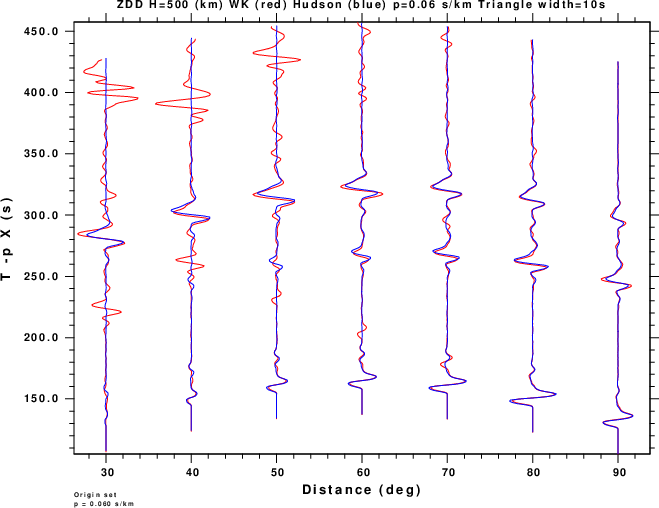 ZDD H=500 (km) WK (red) Hudson (blue) p=0.06 s/km Triangle width=10s
450.0
400.0
350.0
300.0
250.0
200.0
150.0
T -p X (s)
30 40 50 60 70 80 90
Distance (deg)
Origin set
p = 0.060 s/km